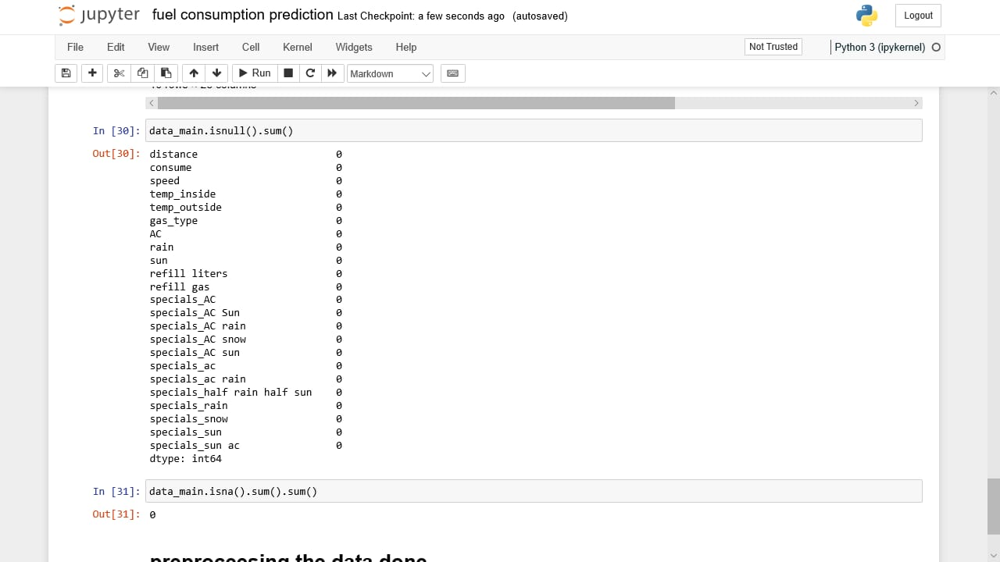 jupyter fuel consumption prediction Last Checkpoint: a few seconds ago (autosaved) Logout
File Edit View Insert Cell Kernel Widgets Help Not Trusted Python 3 (ipykernel)
Run Markdown
In [30]: data_main.isnull().sum()
Out[30]: distance 0
consume 0
speed 0
temp_inside 0
temp_outside 0
gas_type 0
AC 0
rain 0
sun 0
refill liters 0
refill gas 0
specials_AC 0
specials_AC Sun 0
specials_AC rain 0
specials_AC snow 0
specials_AC sun 0
specials_ac 0
specials_ac rain 0
specials_half rain half sun 0
specials_rain 0
specials_snow 0
specials_sun 0
specials_sun ac 0
dtype: int64
In [31]: data_main.isna().sum().sum()
Out[31]: 0
the data done